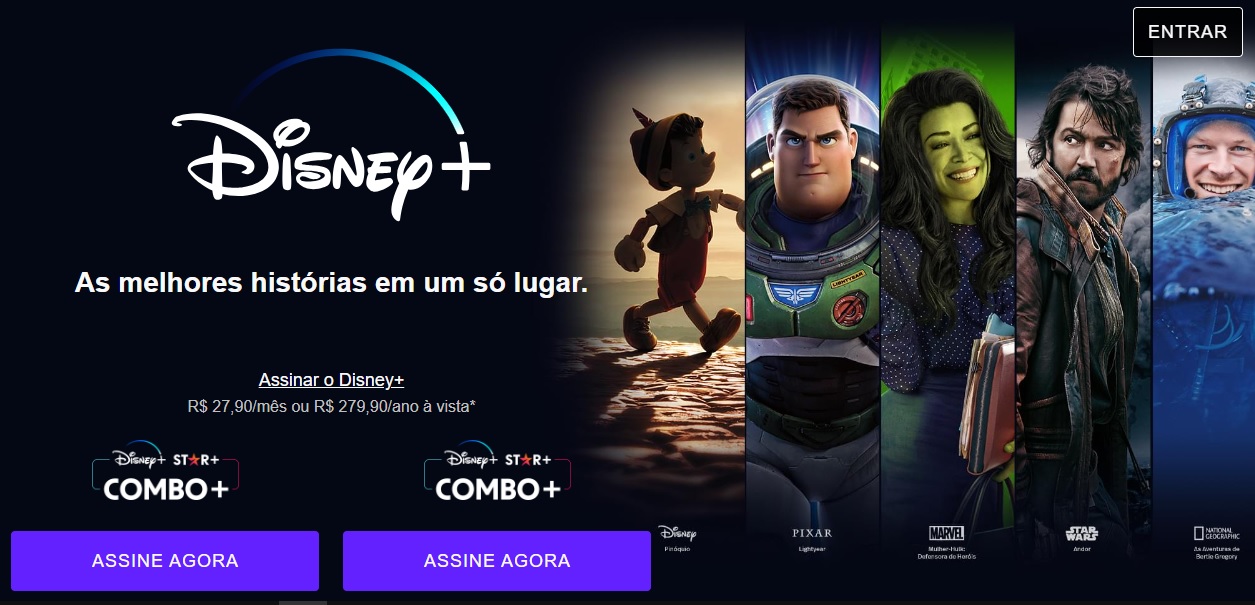 ENTRAR
Disney+
As melhores histórias em um só lugar.
Assinar o Disney+
R$ 27,90/mês ou R$ 279,90/ano à vista*
Disney+ STAR+
COMBO+
ASSINE AGORA
Disney+ STAR+
COMBO+
ASSINE AGORA
LIGHTYEAR
Disney
Pinóquio
PIXAR
Lightyear
MARVEL
Mulher-Hulk:
Defensora de Heróis
STAR
WARS
Andor
NATIONAL
GEOGRAPHIC
As Aventuras de
Bertie Gregory